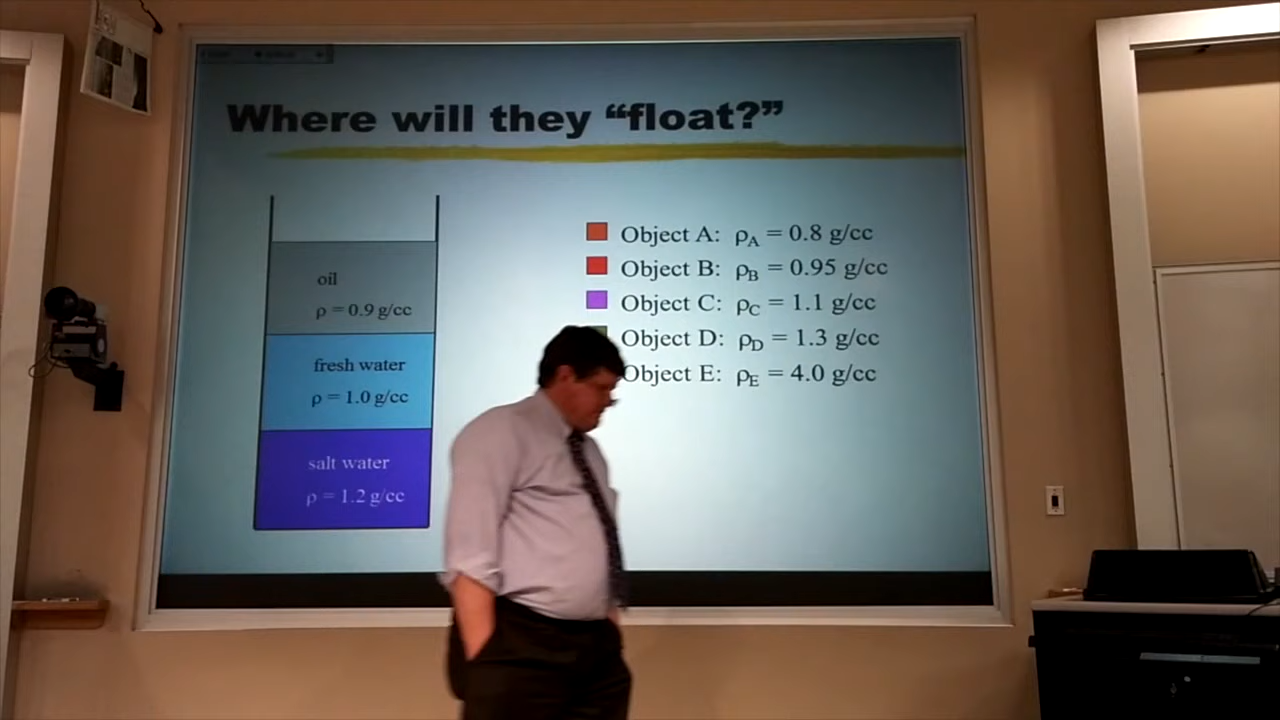 Where will they “float?”
oil
ρ = 0.9 g/cc
fresh water
ρ = 1.0 g/cc
salt water
ρ = 1.2 g/cc
Object A: ρA = 0.8 g/cc
Object B: ρB = 0.95 g/cc
Object C: ρC = 1.1 g/cc
Object D: ρD = 1.3 g/cc
Object E: ρE = 4.0 g/cc